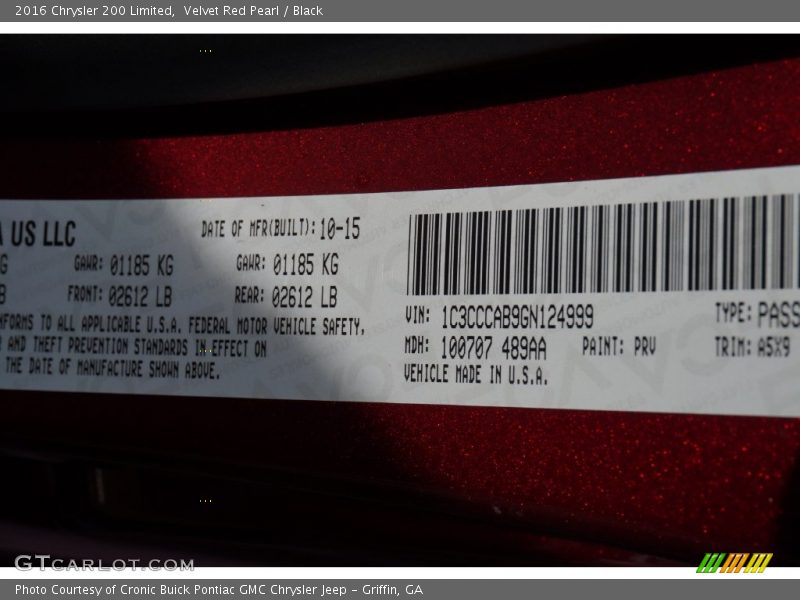 2016 Chrysler 200 Limited,  Velvet Red Pearl / Black
US LLC
DATE OF MFR(BUILT): 10-15
GAWR: 01185 KG GAWR: 01185 KG
FRONT: 02612 LB REAR: 02612 LB
TO ALL APPLICABLE U.S.A. FEDERAL MOTOR VEHICLE SAFETY,
AND THEFT PREVENTION STANDARDS IN EFFECT ON
THE DATE OF MANUFACTURE SHOWN ABOVE.
VIN: 1C3CCCAB9GN124999 TYPE: PASS
MDH: 100707 489AA PAINT: PRV TRIM: A5X9
VEHICLE MADE IN U.S.A.
GTcarlot.com
Photo Courtesy of Cronic Buick Pontiac GMC Chrysler Jeep - Griffin, GA